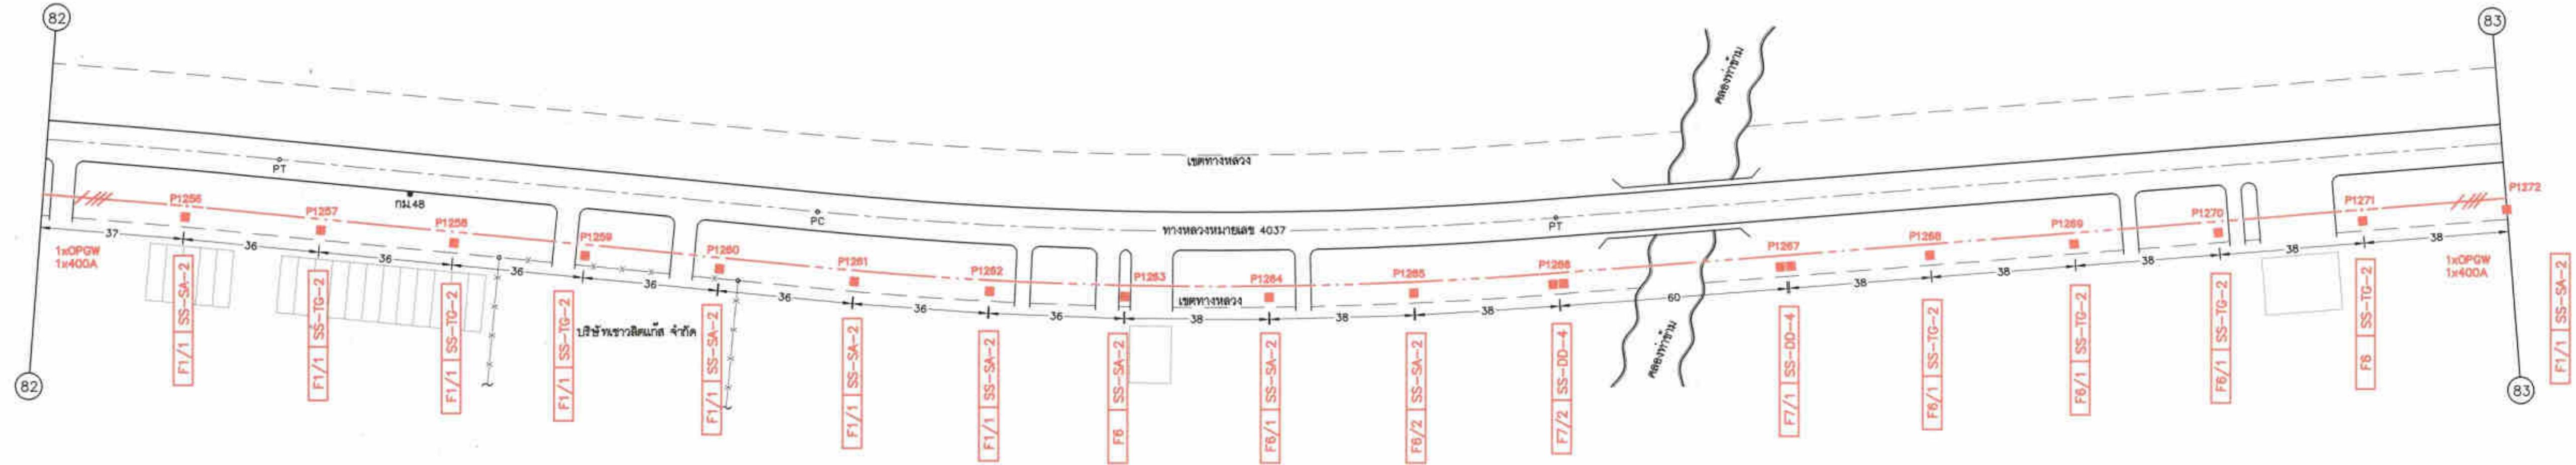 82
83
คลองท่าข้าม
เขตทางหลวง
PT
กม.48
PC
ทางหลวงหมายเลข 4037
PT
P1256
P1257
P1258
P1259
P1260
P1261
P1262
P1263
P1264
P1265
P1266
P1267
P1268
P1269
P1270
P1271
P1272
37
36
36
36
36
36
36
36
38
38
38
60
38
38
38
38
38
1xOPGW
1x400A
1xOPGW
1x400A
เขตทางหลวง
บริษัทเชาวลิตแก๊ส จำกัด
คลองท่าข้าม
F1/1 SS-SA-2
F1/1 SS-TG-2
F1/1 SS-TG-2
F1/1 SS-TG-2
F1/1 SS-SA-2
F1/1 SS-SA-2
F1/1 SS-SA-2
F6 SS-SA-2
F6/1 SS-SA-2
F6/2 SS-SA-2
F7/2 SS-DD-4
F7/1 SS-DD-4
F6/1 SS-TG-2
F6/1 SS-TG-2
F6/1 SS-TG-2
F6 SS-TG-2
F1/1 SS-SA-2
82
83